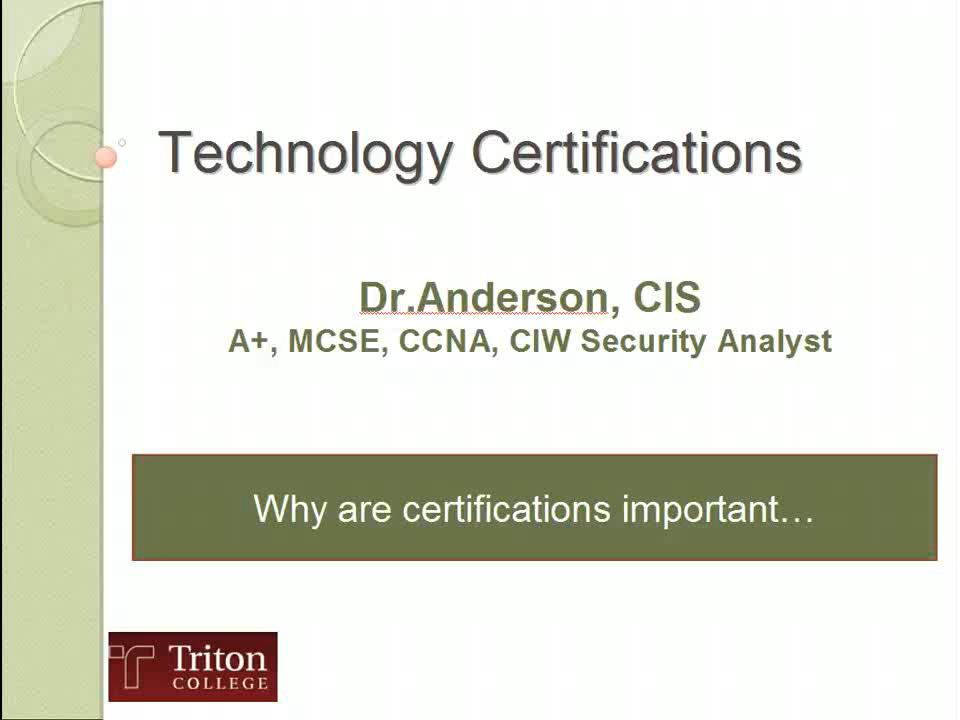 Technology Certifications
Dr.Anderson, CIS
A+, MCSE, CCNA, CIW Security Analyst
Why are certifications important…
Triton
COLLEGE